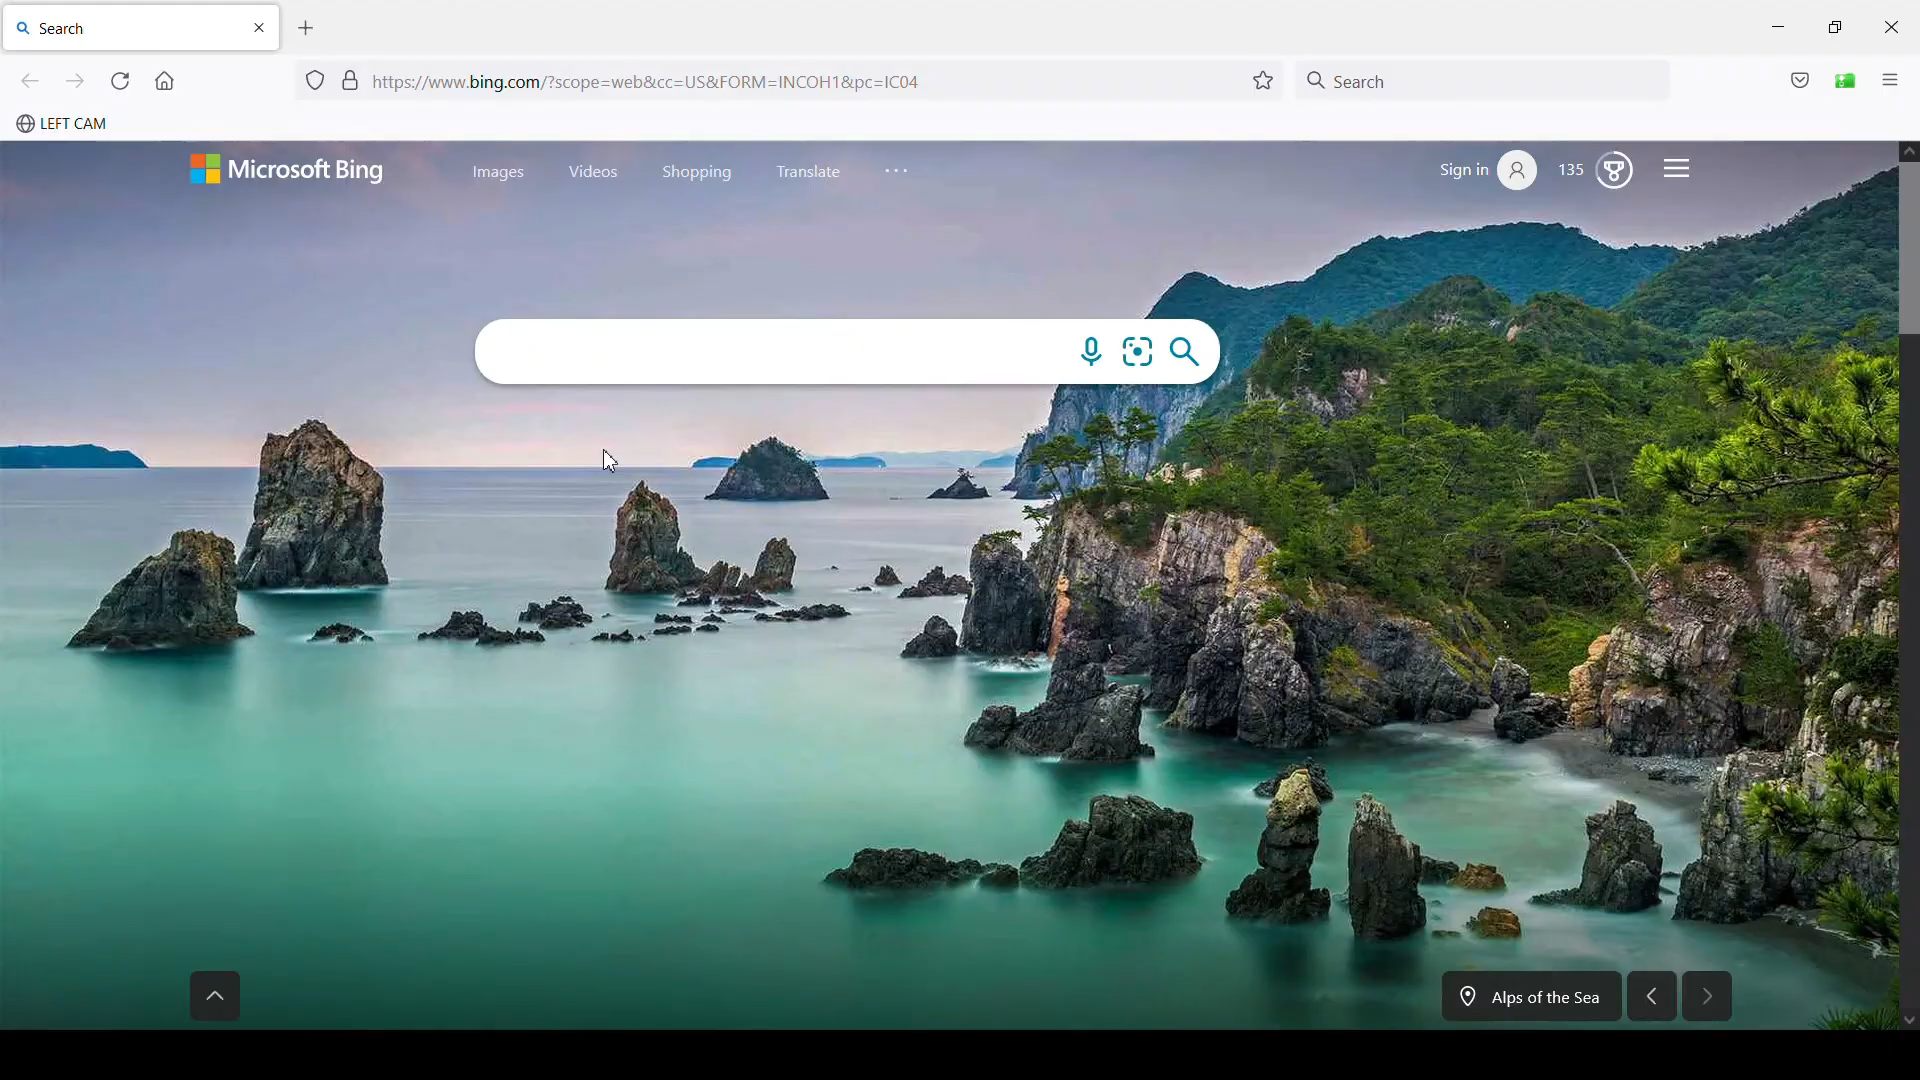 Search
https://www.bing.com/?scope=web&cc=US&FORM=INCOH1&pc=IC04
Search
LEFT CAM
Microsoft Bing
Images
Videos
Shopping
Translate
Sign in
135
Alps of the Sea